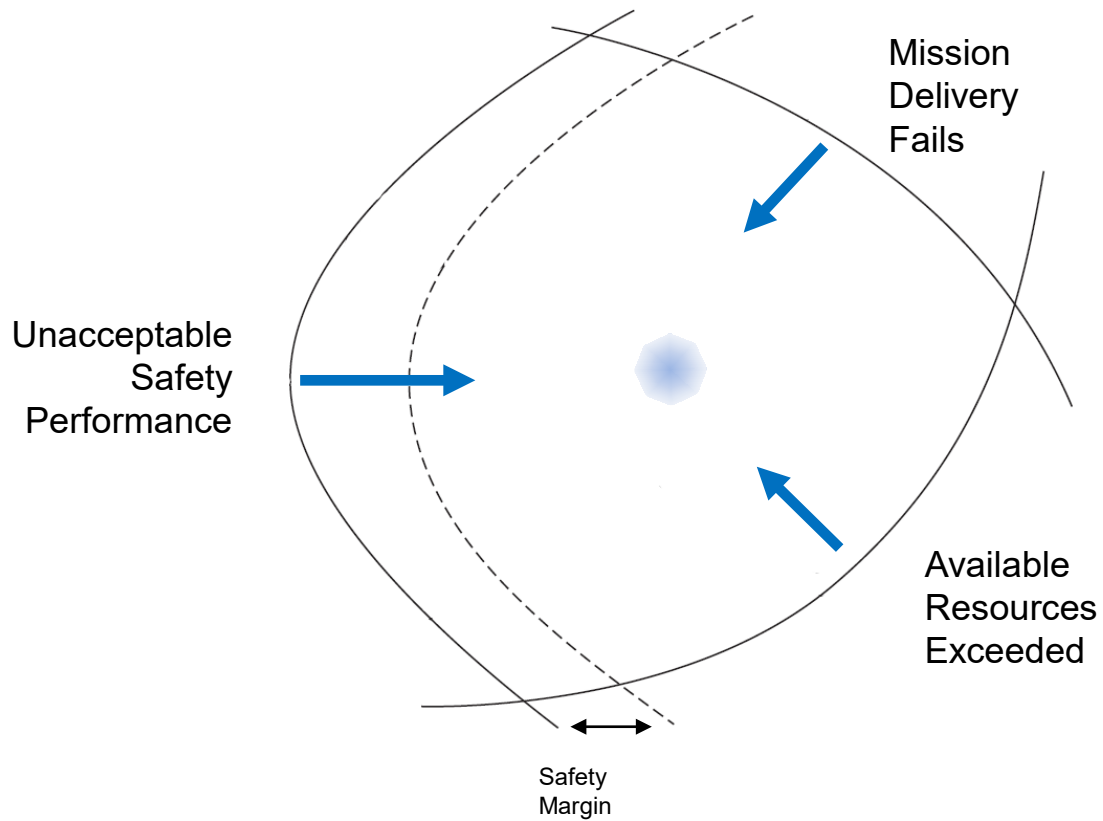 Mission
Delivery
Fails
Unacceptable
Safety
Performance
Available
Resources
Exceeded
Safety
Margin